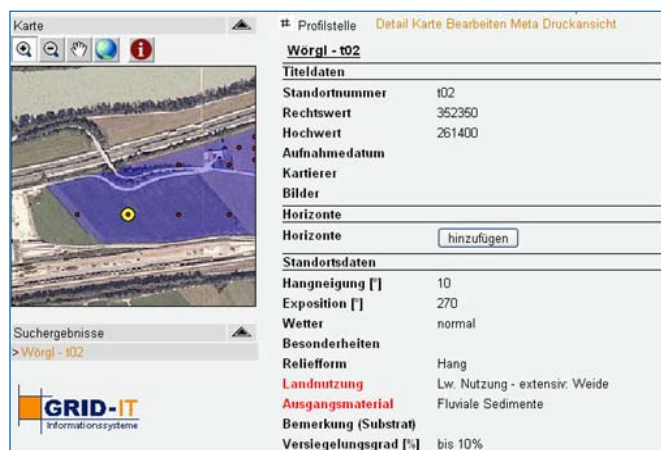 Karte
Suchergebnisse
>Wörgl - t02
GRID-IT
Informationssysteme
Profilstelle Detail Karte Bearbeiten Meta Druckansicht
Wörgl - t02
Titeldaten
Standortnummer t02
Rechtswert 352350
Hochwert 261400
Aufnahmedatum
Kartierer
Bilder
Horizonte
Horizonte hinzufügen
Standortsdaten
Hangneigung [°] 10
Exposition [°] 270
Wetter normal
Besonderheiten
Reliefform Hang
Landnutzung Lw. Nutzung - extensiv: Weide
Ausgangsmaterial Fluviale Sedimente
Bemerkung (Substrat)
Versiegelungsgrad [%] bis 10%